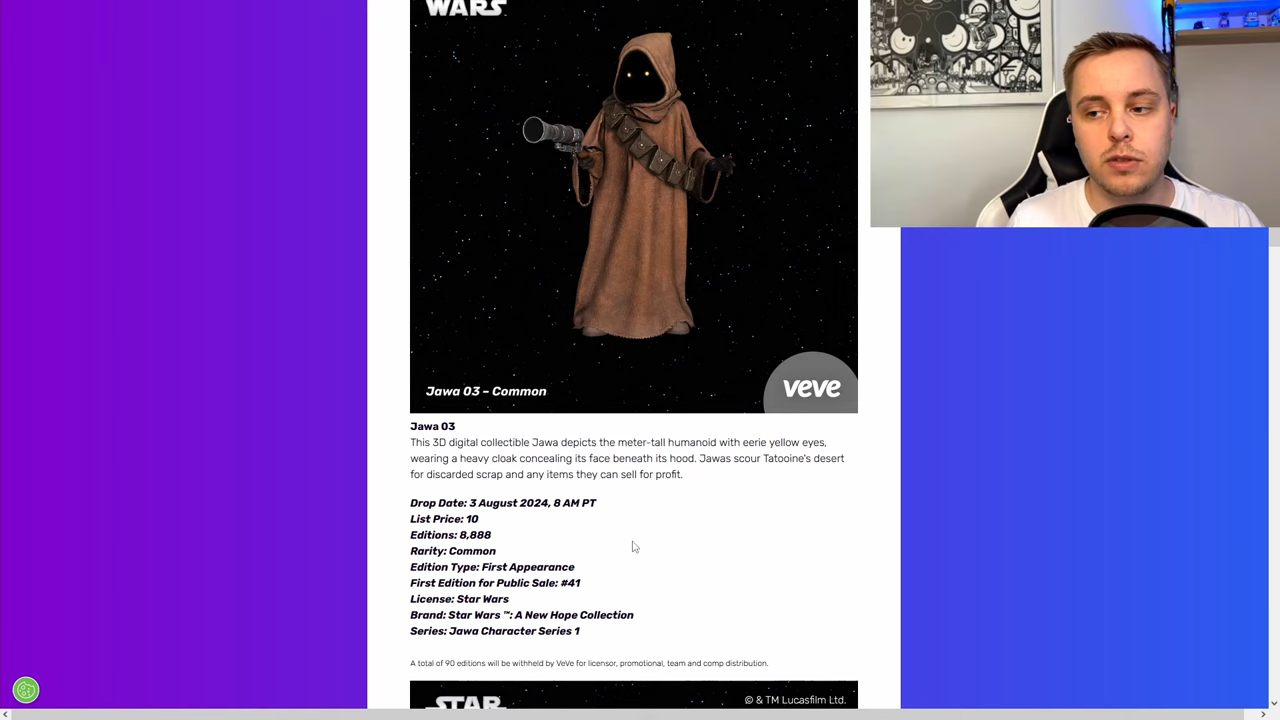 WARS
Jawa 03 – Common
veve
Jawa 03
This 3D digital collectible Jawa depicts the meter-tall humanoid with eerie yellow eyes,
wearing a heavy cloak concealing its face beneath its hood. Jawas scour Tatooine's desert
for discarded scrap and any items they can sell for profit.
Drop Date: 3 August 2024, 8 AM PT
List Price: 10
Editions: 8,888
Rarity: Common
Edition Type: First Appearance
First Edition for Public Sale: #41
License: Star Wars
Brand: Star Wars ™: A New Hope Collection
Series: Jawa Character Series 1
A total of 90 editions will be withheld by VeVe for licensor, promotional, team and comp distribution.
STAR
© & TM Lucasfilm Ltd.